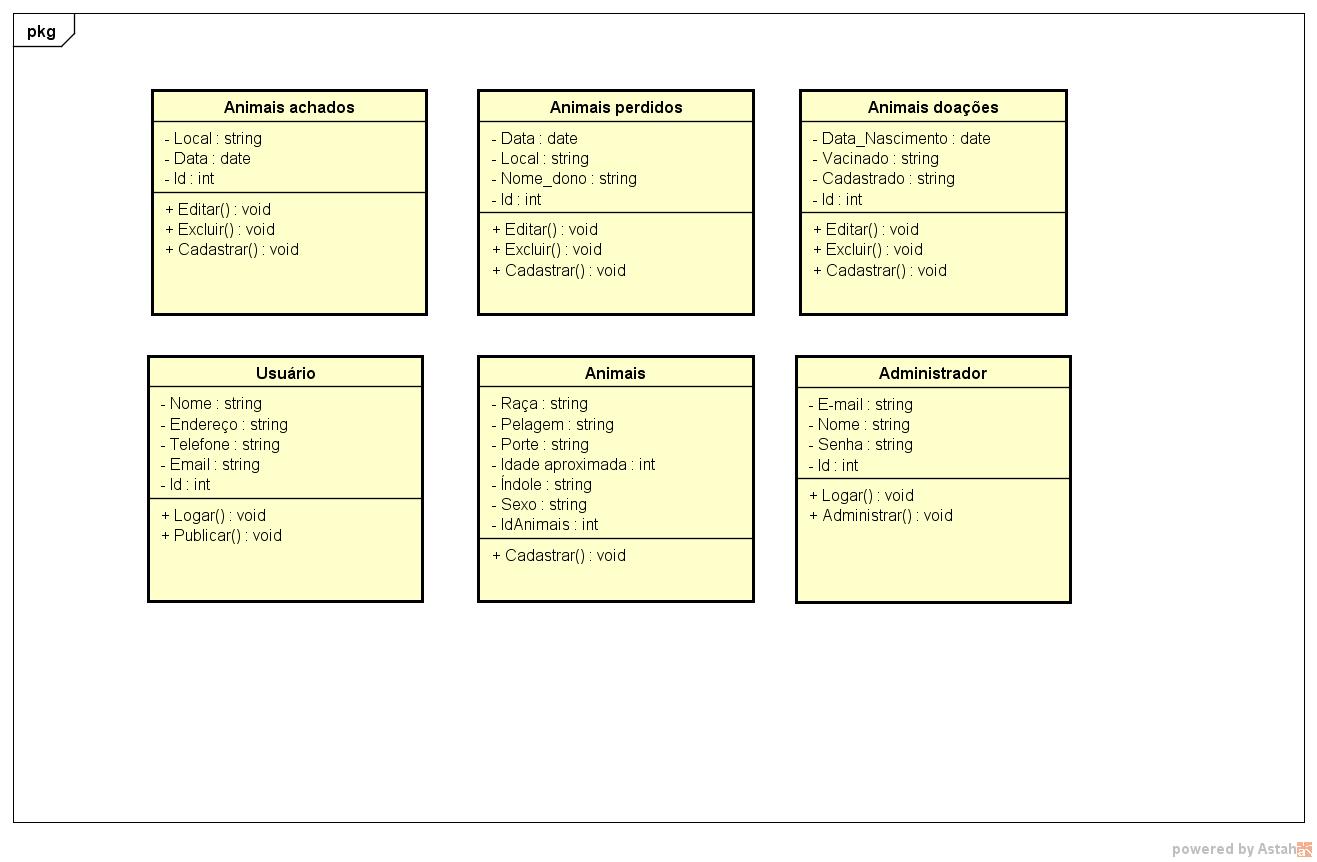 pkg
Animais achados
- Local : string
- Data : date
- Id : int
+ Editar() : void
+ Excluir() : void
+ Cadastrar() : void
Animais perdidos
- Data : date
- Local : string
- Nome_dono : string
- Id : int
+ Editar() : void
+ Excluir() : void
+ Cadastrar() : void
Animais doações
- Data_Nascimento : date
- Vacinado : string
- Cadastrado : string
- Id : int
+ Editar() : void
+ Excluir() : void
+ Cadastrar() : void
Usuário
- Nome : string
- Endereço : string
- Telefone : string
- Email : string
- Id : int
+ Logar() : void
+ Publicar() : void
Animais
- Raça : string
- Pelagem : string
- Porte : string
- Idade aproximada : int
- Índole : string
- Sexo : string
- IdAnimais : int
+ Cadastrar() : void
Administrador
- E-mail : string
- Nome : string
- Senha : string
- Id : int
+ Logar() : void
+ Administrar() : void
powered by Astah